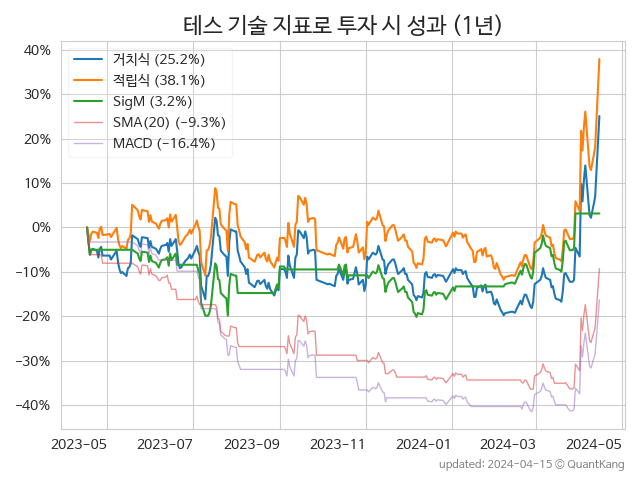 테스 기술 지표로 투자 시 성과 (1년)
40%
30%
20%
10%
0%
−10%
−20%
−30%
−40%
거치식 (25.2%)
적립식 (38.1%)
SigM (3.2%)
SMA(20) (−9.3%)
MACD (−16.4%)
2023-05 2023-07 2023-09 2023-11 2024-01 2024-03 2024-05
updated: 2024-04-15 © QuantKang